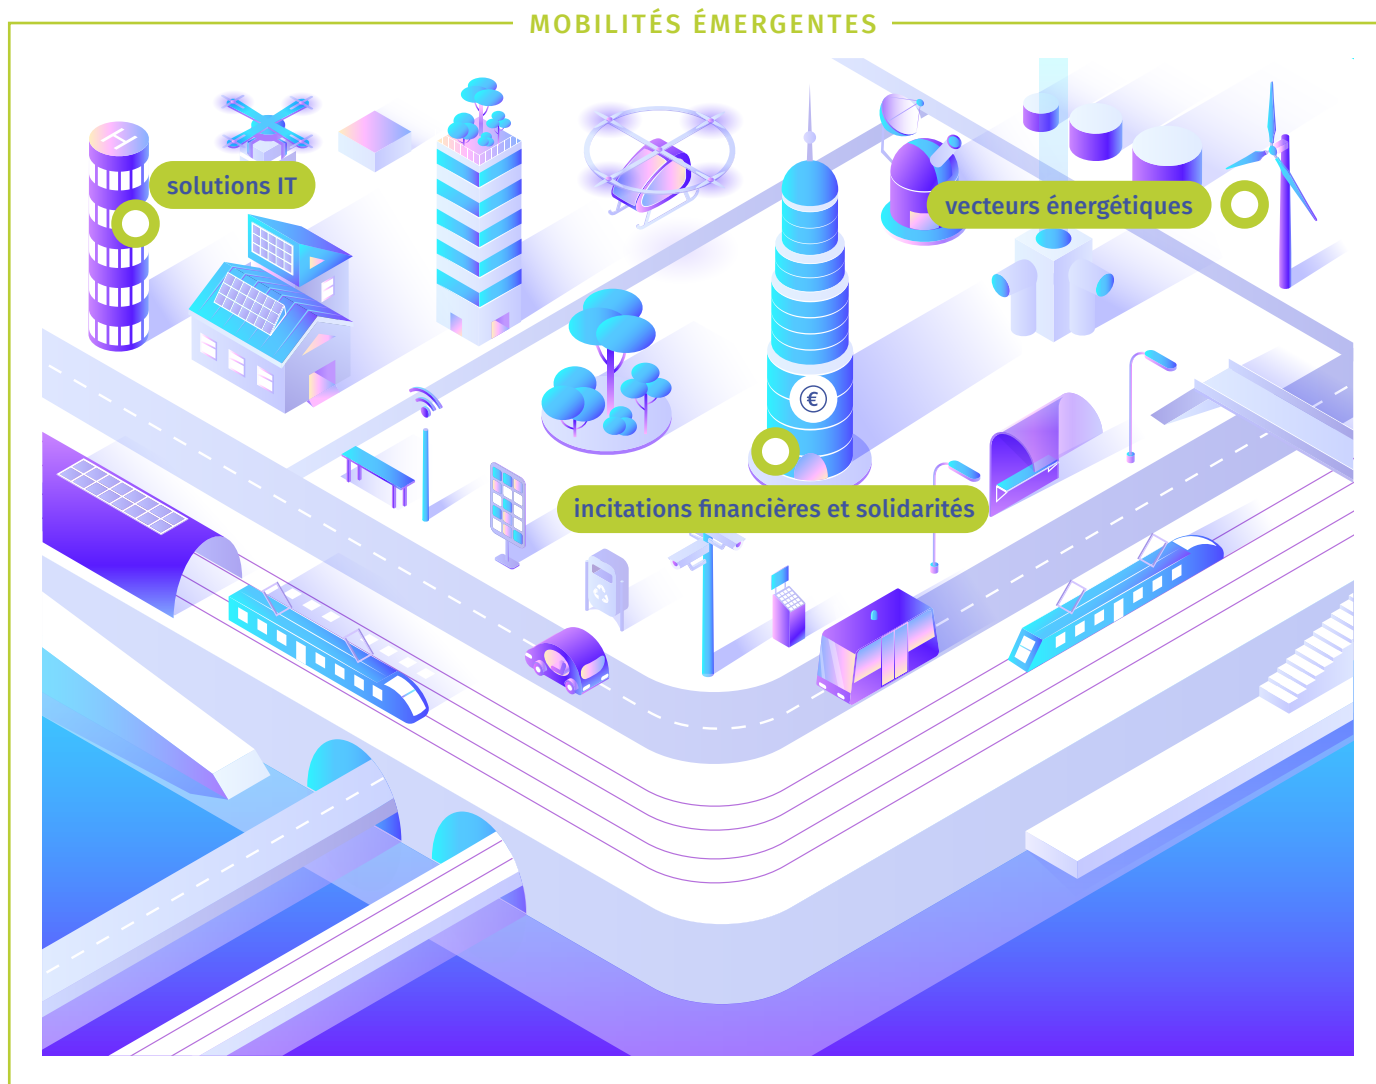 MOBILITÉS ÉMERGENTES
H
solutions IT
vecteurs énergétiques
€
incitations financières et solidarités